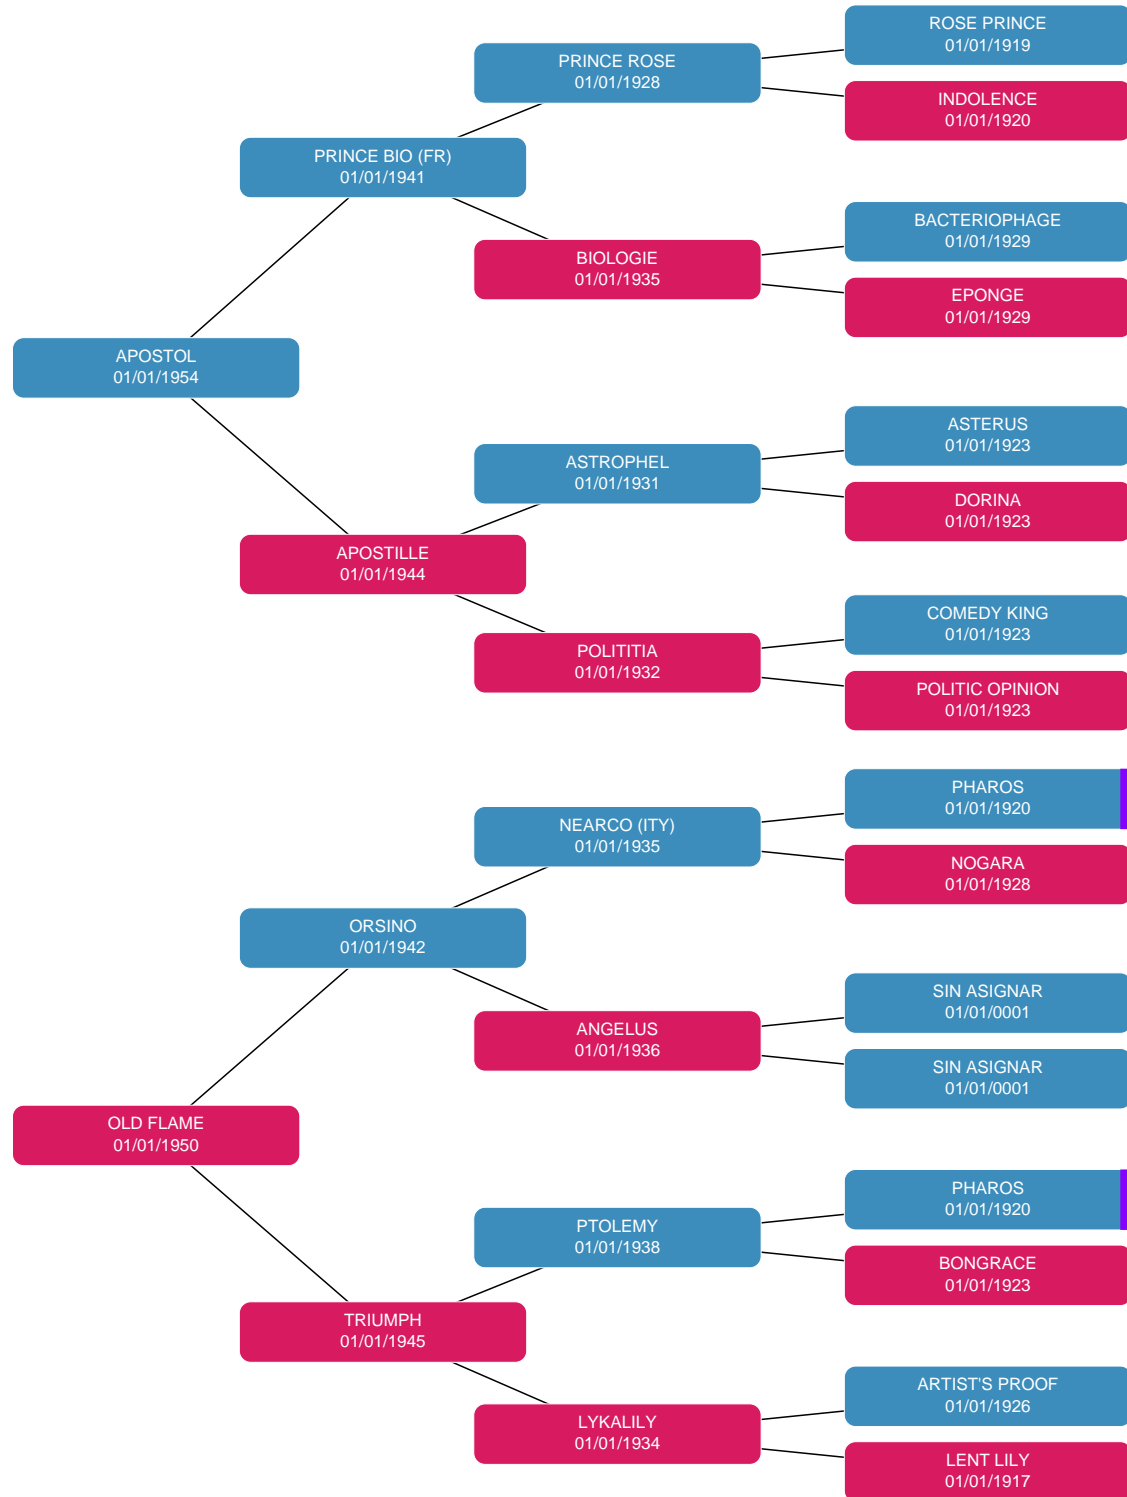 ROSE PRINCE
01/01/1919
PRINCE ROSE
01/01/1928
INDOLENCE
01/01/1920
PRINCE BIO (FR)
01/01/1941
BACTERIOPHAGE
01/01/1929
BIOLOGIE
01/01/1935
EPONGE
01/01/1929
APOSTOL
01/01/1954
ASTERUS
01/01/1923
ASTROPHEL
01/01/1931
DORINA
01/01/1923
APOSTILLE
01/01/1944
COMEDY KING
01/01/1923
POLITITIA
01/01/1932
POLITIC OPINION
01/01/1923
PHAROS
01/01/1920
NEARCO (ITY)
01/01/1935
NOGARA
01/01/1928
ORSINO
01/01/1942
SIN ASIGNAR
01/01/0001
ANGELUS
01/01/1936
SIN ASIGNAR
01/01/0001
OLD FLAME
01/01/1950
PHAROS
01/01/1920
PTOLEMY
01/01/1938
BONGRACE
01/01/1923
TRIUMPH
01/01/1945
ARTIST'S PROOF
01/01/1926
LYKALILY
01/01/1934
LENT LILY
01/01/1917